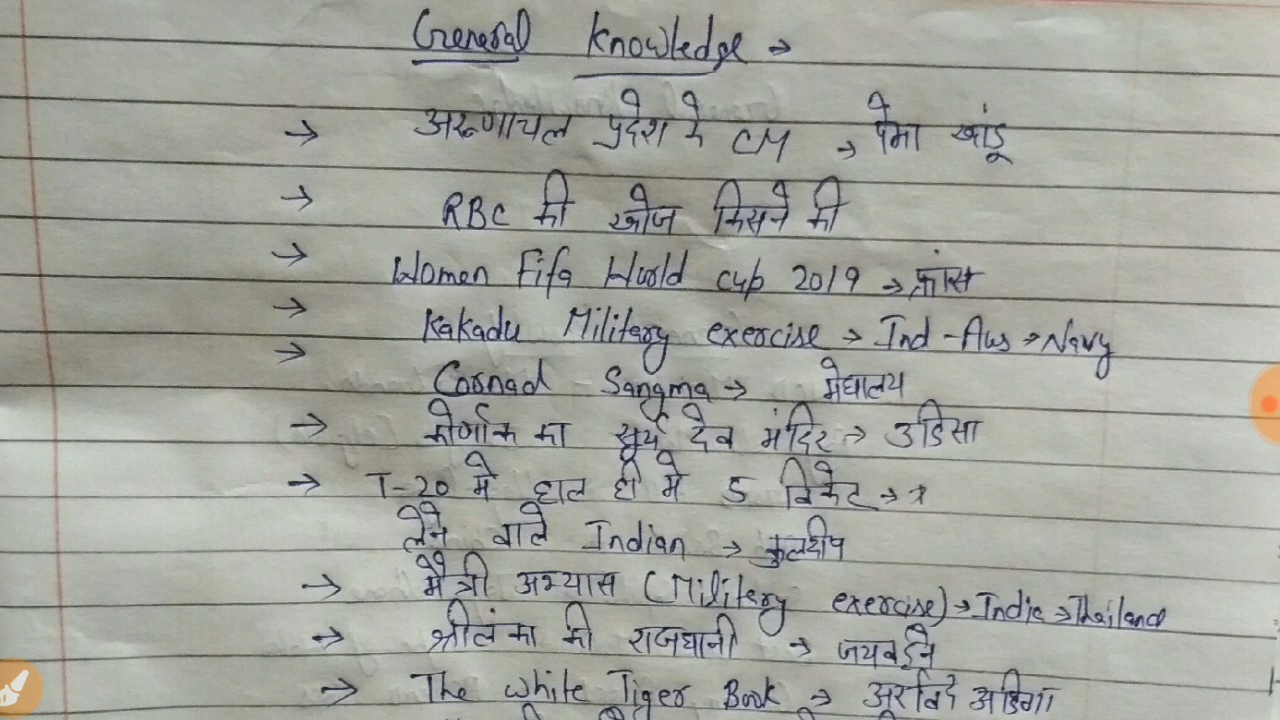 General Knowledge →
→ अरुणाचल प्रदेश के CM → पेमा खांडू
→ RBC की खोज किसने की
→ Women Fifa World Cup 2019 → फ्रांस
→ Kakadu Military exercise → Ind - Aus → Navy
→ Cornad Sangma → मेघालय
→ कोर्णाक का सूर्य देव मंदिर → उडिसा
→ T-20 मे हाल ही मे 5 विकेट →
लेने वाले Indian → कुलदीप
→ मैत्री अभ्यास (Military exercise) → India → Thailand
→ श्रीलंका की राजधानी → जयवर्द्धने
→ The White Tiger Book → अरविंद अडिगा